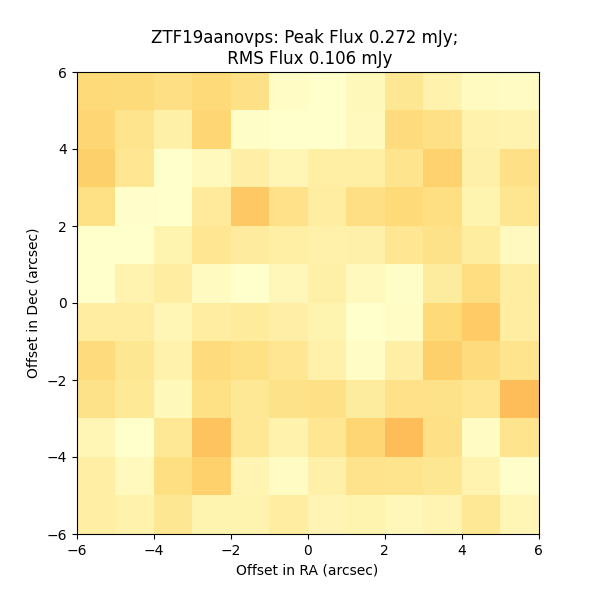 ZTF19aanovps: Peak Flux 0.272 mJy;
RMS Flux 0.106 mJy
6
4
2
0
−2
−4
−6
Offset in Dec (arcsec)
−6 −4 −2 0 2 4 6
Offset in RA (arcsec)